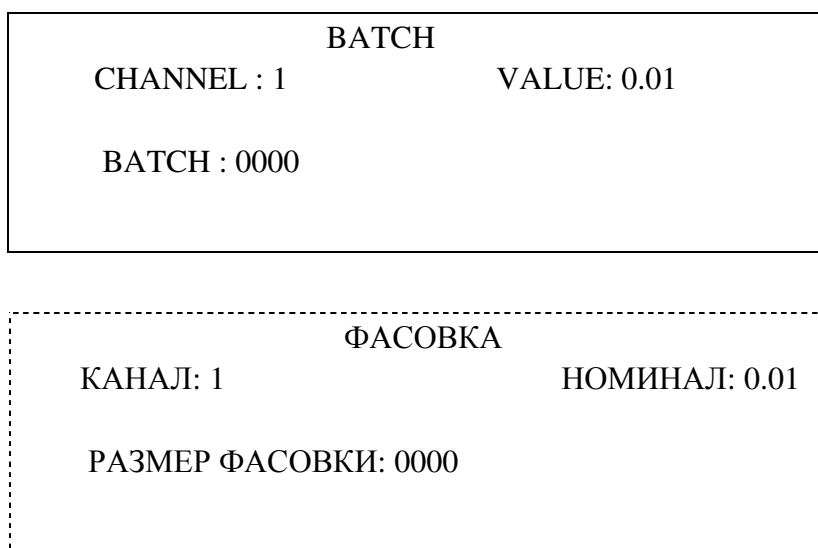 BATCH
CHANNEL : 1 VALUE: 0.01
BATCH : 0000
ФАСОВКА
КАНАЛ: 1 НОМИНАЛ: 0.01
РАЗМЕР ФАСОВКИ: 0000